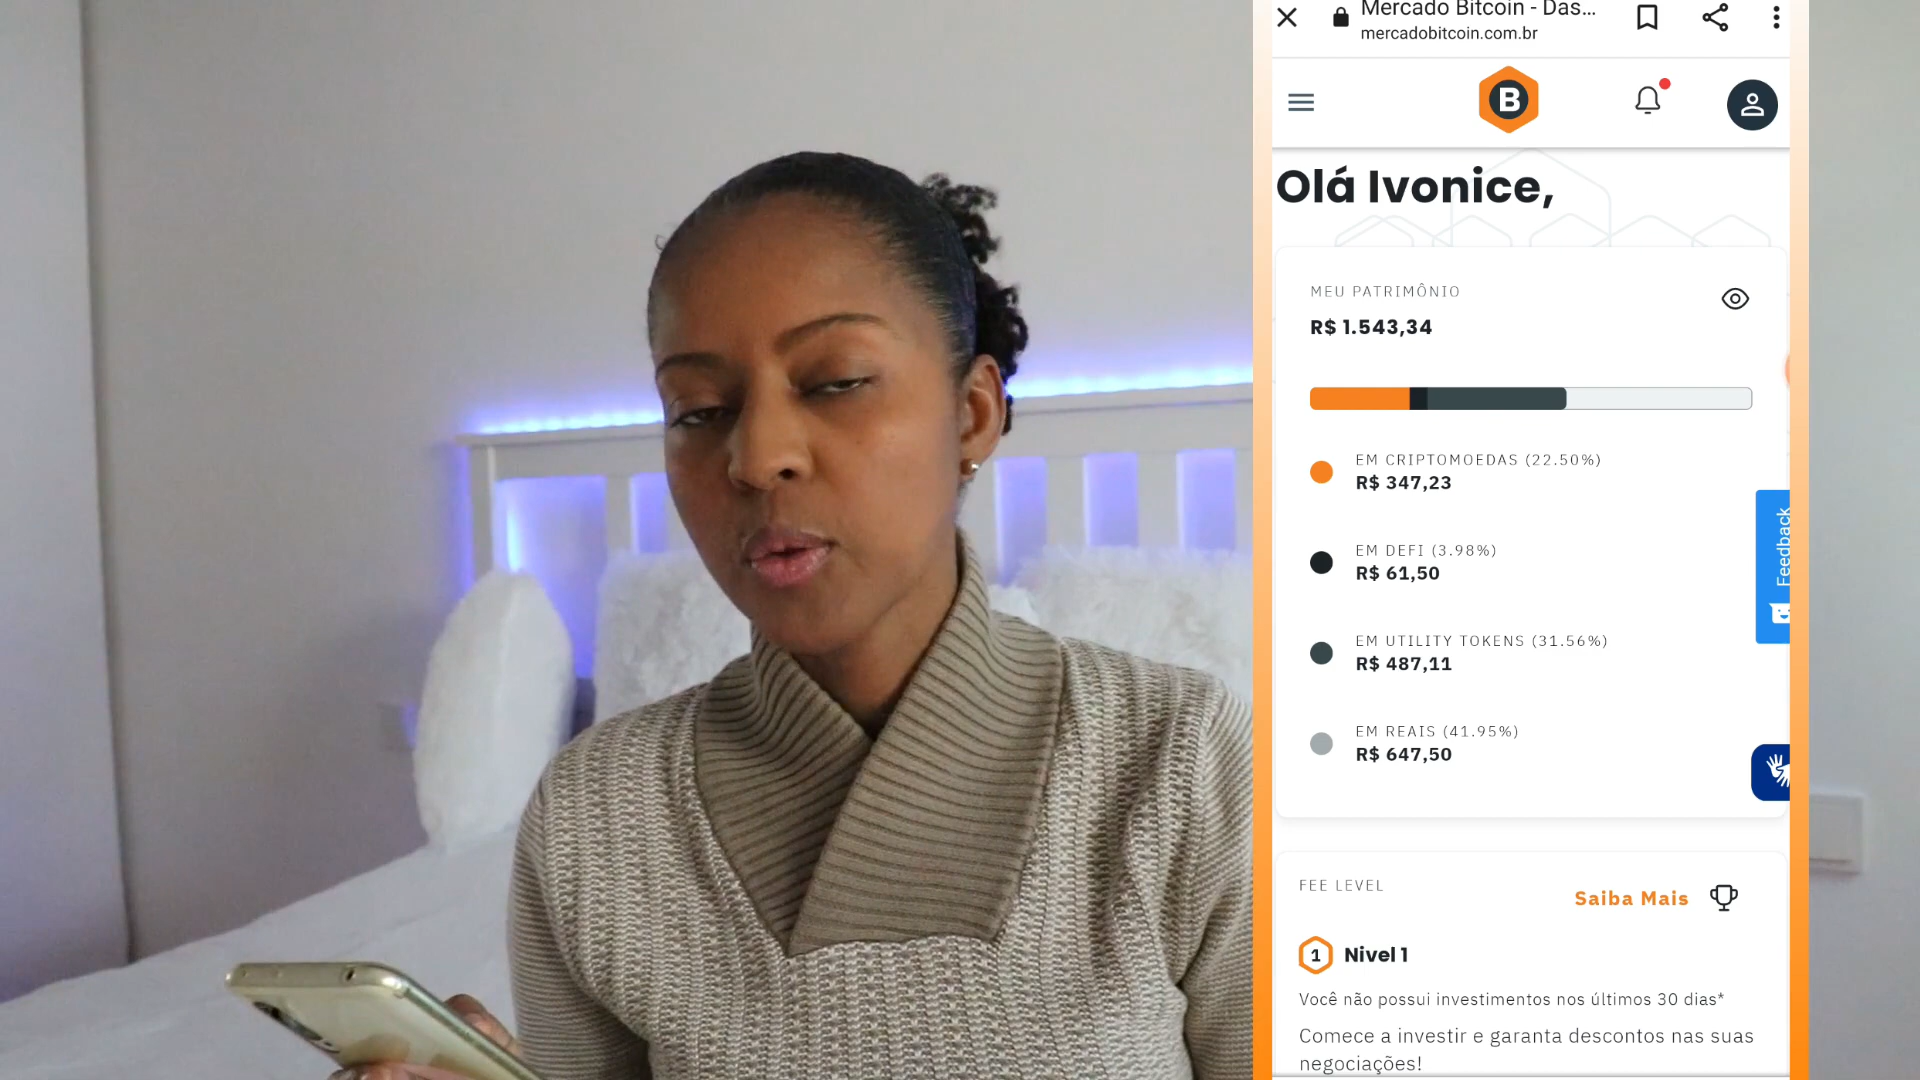 Mercado Bitcoin - Das...
mercadobitcoin.com.br
B
Olá Ivonice,
MEU PATRIMÔNIO
R$ 1.543,34
EM CRIPTOMOEDAS (22.50%)
R$ 347,23
EM DEFI (3.98%)
R$ 61,50
Feedback
EM UTILITY TOKENS (31.56%)
R$ 487,11
EM REAIS (41.95%)
R$ 647,50
FEE LEVEL
Saiba Mais
1 Nivel 1
Você não possui investimentos nos últimos 30 dias*
Comece a investir e garanta descontos nas suas
negociações!